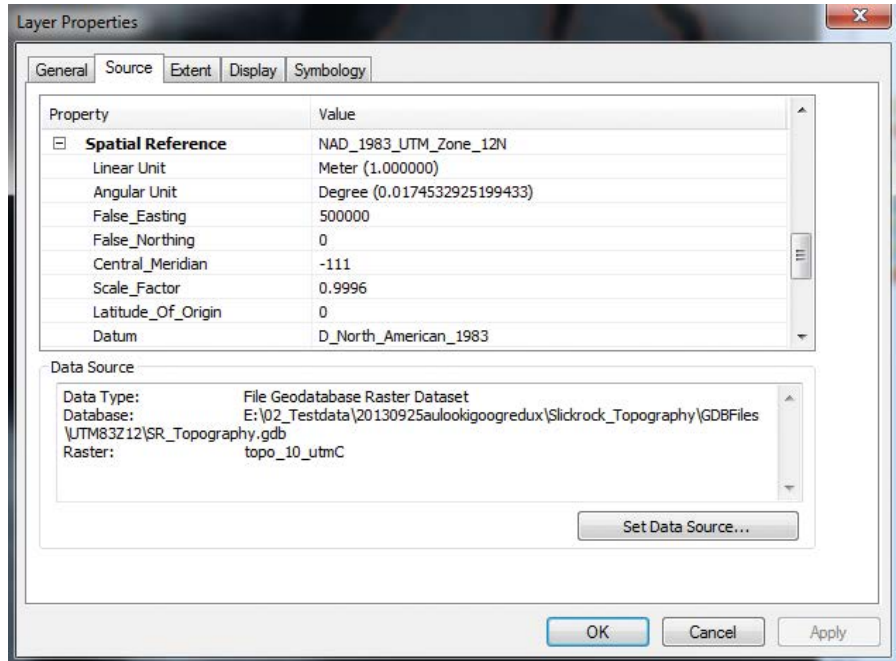 Layer Properties
General Source Extent Display Symbology
Property Value
Spatial Reference NAD_1983_UTM_Zone_12N
Linear Unit Meter (1.000000)
Angular Unit Degree (0.0174532925199433)
False_Easting 500000
False_Northing 0
Central_Meridian -111
Scale_Factor 0.9996
Latitude_Of_Origin 0
Datum D_North_American_1983
Data Source
Data Type: File Geodatabase Raster Dataset
Database: E:\02_Testdata\20130925aulookigoogredux\Slickrock_Topography\GDBFiles
\UTM83Z12\SR_Topography.gdb
Raster: topo_10_utmC
Set Data Source...
OK Cancel Apply